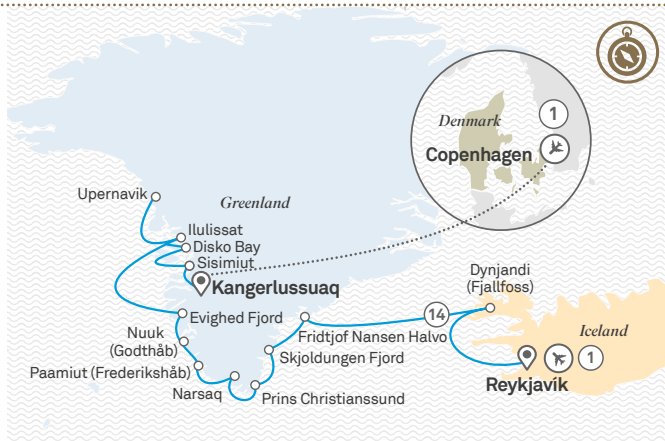 Denmark
1
Copenhagen
Upernavik
Greenland
Ilulissat
Disko Bay
Sisimiut
Kangerlussuaq
Dynjandi
(Fjallfoss)
Evighed Fjord
14
Fridtjof Nansen Halvo
Iceland
Nuuk
(Godthåb)
Skjoldungen Fjord
1
Paamiut (Frederikshåb)
Reykjavík
Narsaq
Prins Christianssund